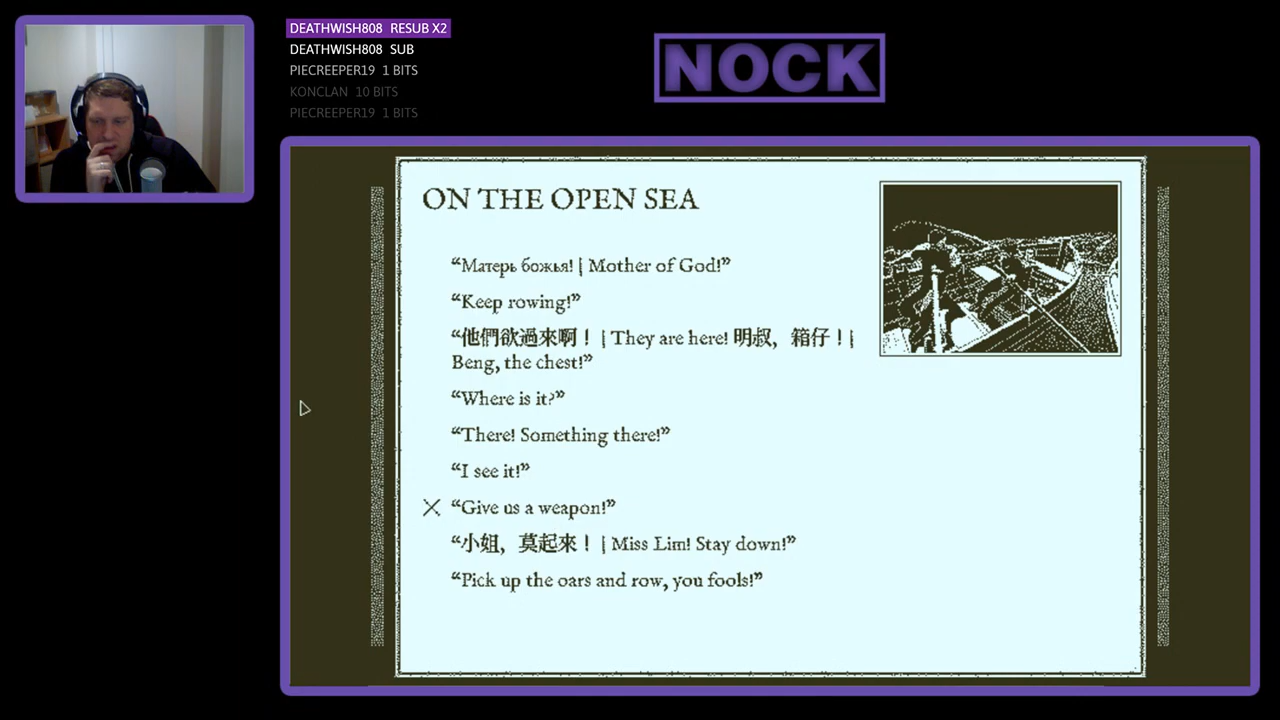 DEATHWISH808 RESUB X2
DEATHWISH808 SUB
PIECREEPER19 1 BITS
KONCLAN 10 BITS
PIECREEPER19 1 BITS
NOCK
ON THE OPEN SEA
“Матерь божья! | Mother of God!”
“Keep rowing!”
“他們欲過來啊！ | They are here! 明叔，箱仔！ |
Beng, the chest!”
“Where is it?”
“There! Something there!”
“I see it!”
“Give us a weapon!”
“小姐，莫起來！ | Miss Lim! Stay down!”
“Pick up the oars and row, you fools!”